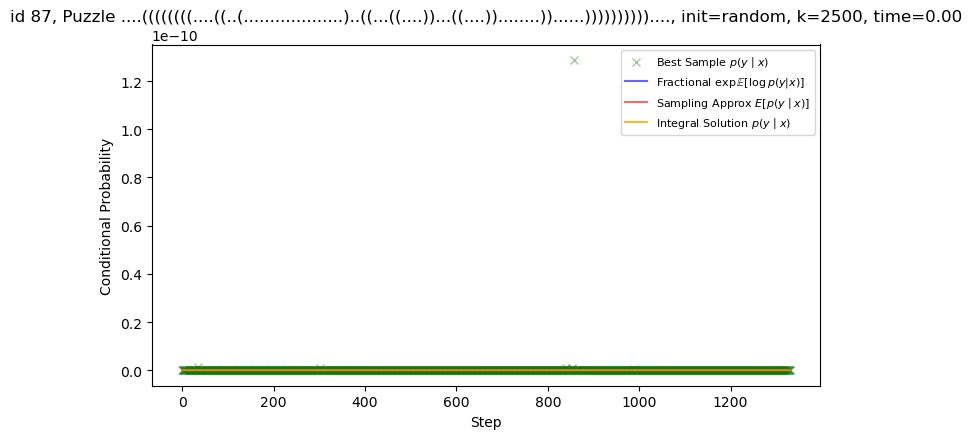 id 87, Puzzle ....((((((((....((..(...................)..((...((....))...((....))........))......))))))))))...., init=random, k=2500, time=0.00
1e−10
Best Sample p(y | x)
Fractional exp𝔼[log p(y|x)]
Sampling Approx E[p(y | x)]
Integral Solution p(y | x)
1.2
1.0
0.8
0.6
0.4
0.2
0.0
Conditional Probability
0 200 400 600 800 1000 1200
Step